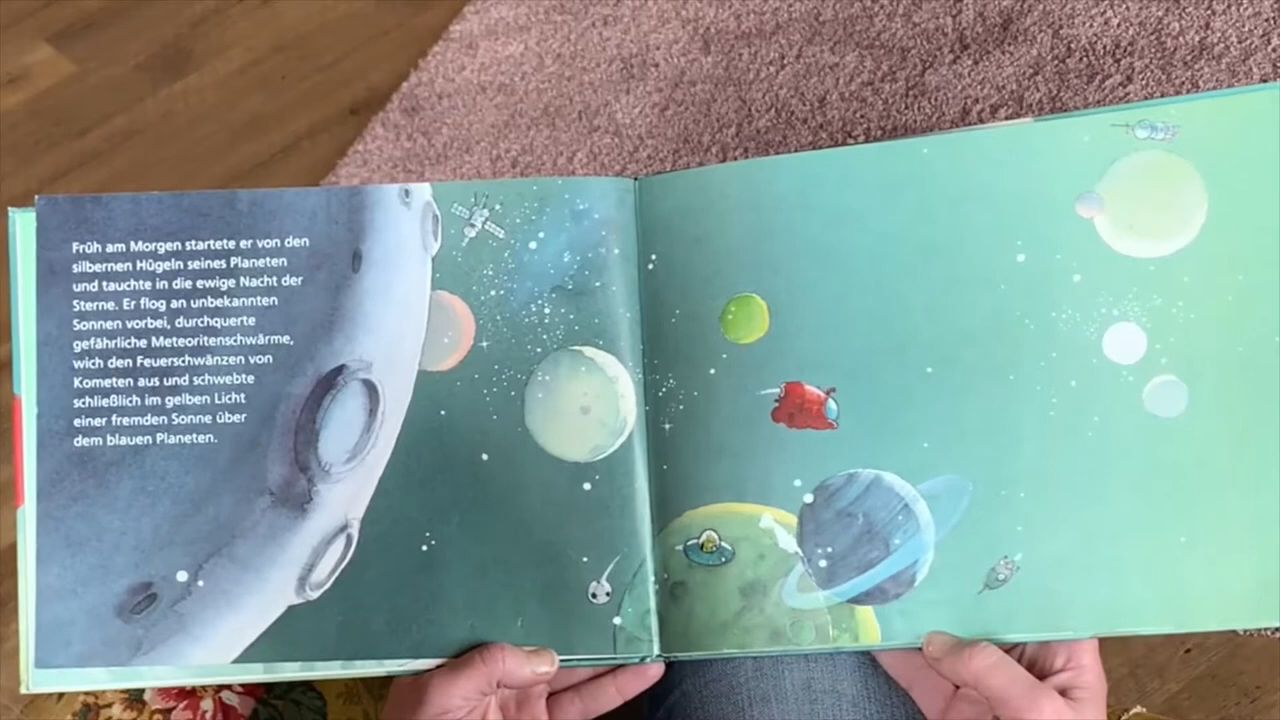 Früh am Morgen startete er von den
silbernen Hügeln seines Planeten
und tauchte in die ewige Nacht der
Sterne. Er flog an unbekannten
Sonnen vorbei, durchquerte
gefährliche Meteoritenschwärme,
wich den Feuerschwänzen von
Kometen aus und schwebte
schließlich im gelben Licht
einer fremden Sonne über
dem blauen Planeten.